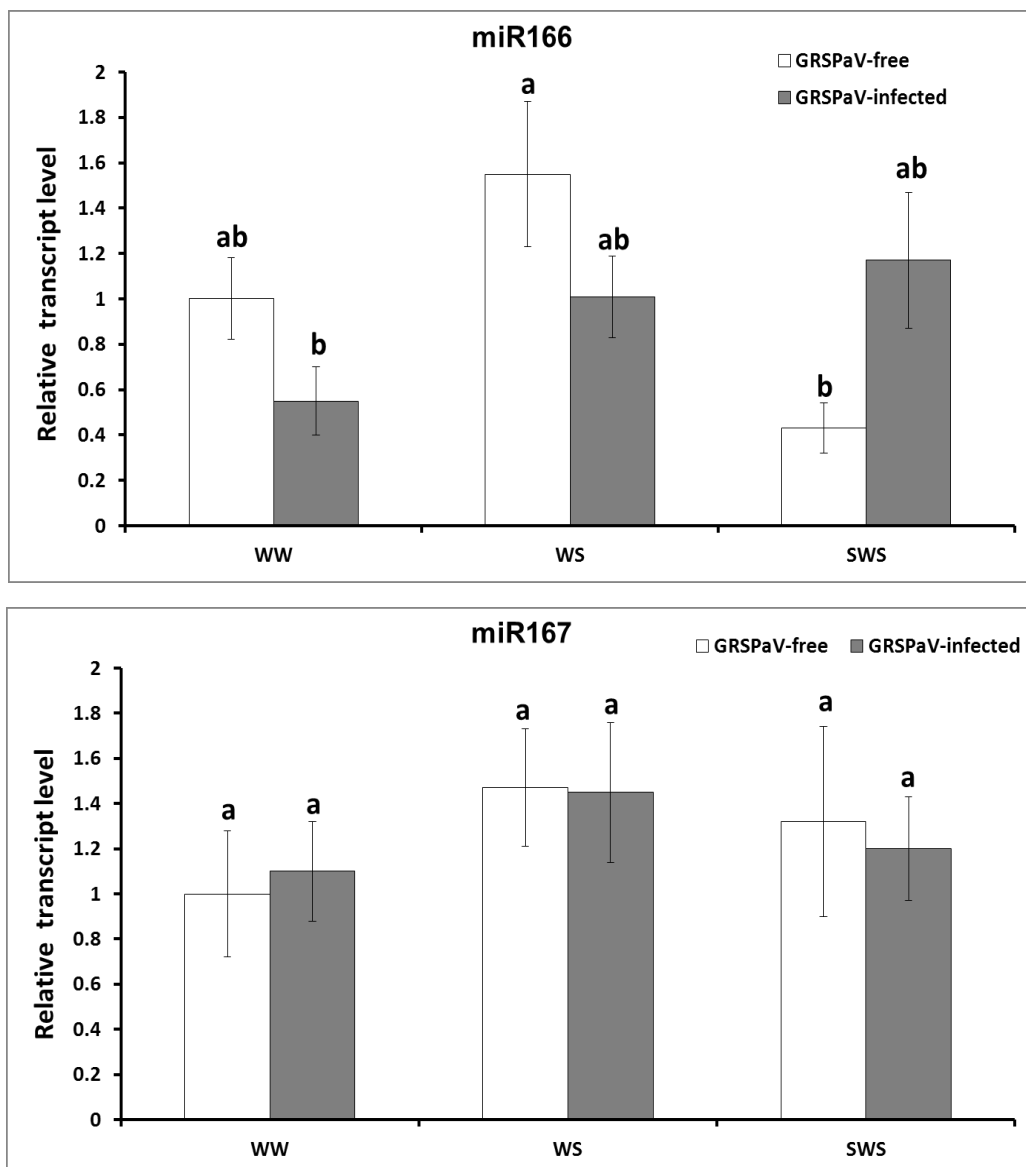 miR166
GRSPaV-free
GRSPaV-infected
Relative transcript level
2
1.8
1.6
1.4
1.2
1
0.8
0.6
0.4
0.2
0
ab
b
a
ab
b
ab
WW
WS
SWS
miR167
GRSPaV-free
GRSPaV-infected
Relative transcript level
2
1.8
1.6
1.4
1.2
1
0.8
0.6
0.4
0.2
0
a
a
a
a
a
a
WW
WS
SWS